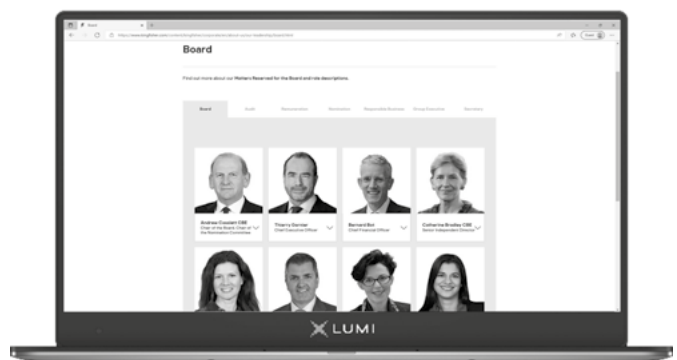 Board
Find out more about our Matters Reserved for the Board and role descriptions.
Board Audit Remuneration Nomination Responsible Business Group Executive Secretary
Andrew Cosslett CBE
Chair of the Board, Chair of
the Nomination Committee
Thierry Garnier
Chief Executive Officer
Bernard Bot
Chief Financial Officer
Catherine Bradley CBE
Senior Independent Director
LUMI